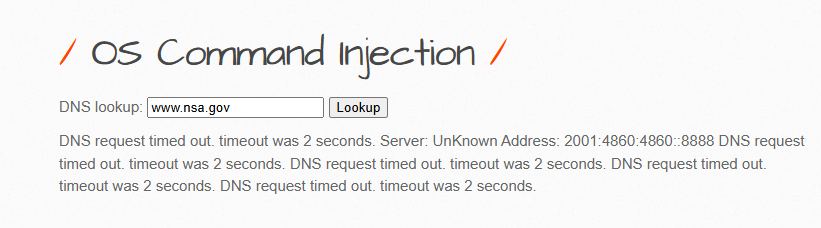 / OS Command Injection /
DNS lookup: www.nsa.gov Lookup
DNS request timed out. timeout was 2 seconds. Server: UnKnown Address: 2001:4860:4860::8888 DNS request
timed out. timeout was 2 seconds. DNS request timed out. timeout was 2 seconds. DNS request timed out.
timeout was 2 seconds. DNS request timed out. timeout was 2 seconds.